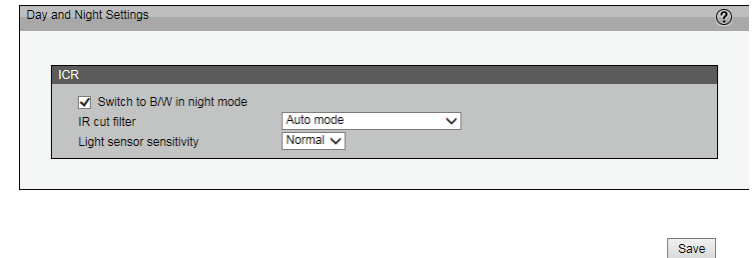 Day and Night Settings ?
ICR
Switch to B/W in night mode
IR cut filter Auto mode
Light sensor sensitivity Normal
Save